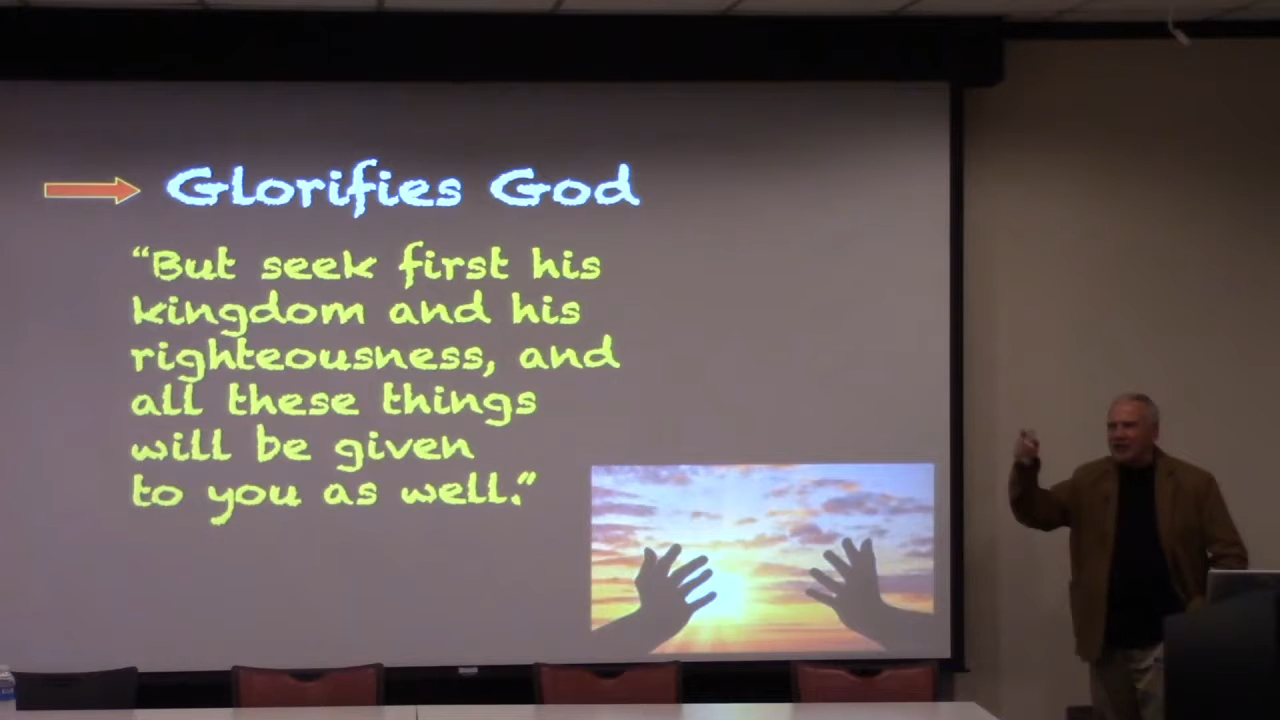 Glorifies God
“But seek first his
kingdom and his
righteousness, and
all these things
will be given
to you as well.”